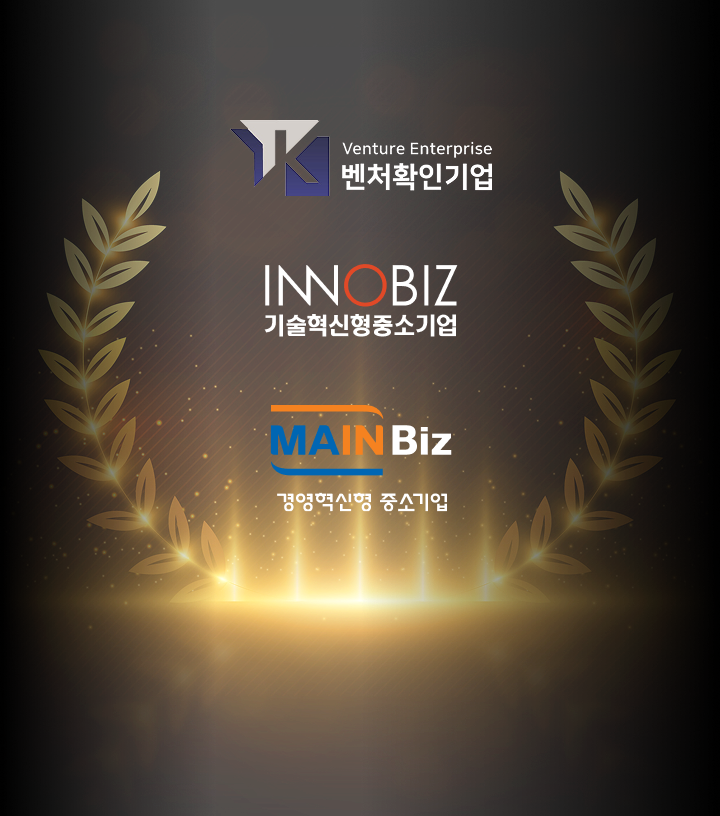 Venture Enterprise
벤처확인기업
INNOBIZ
기술혁신형중소기업
MAINBiz
경영혁신형 중소기업